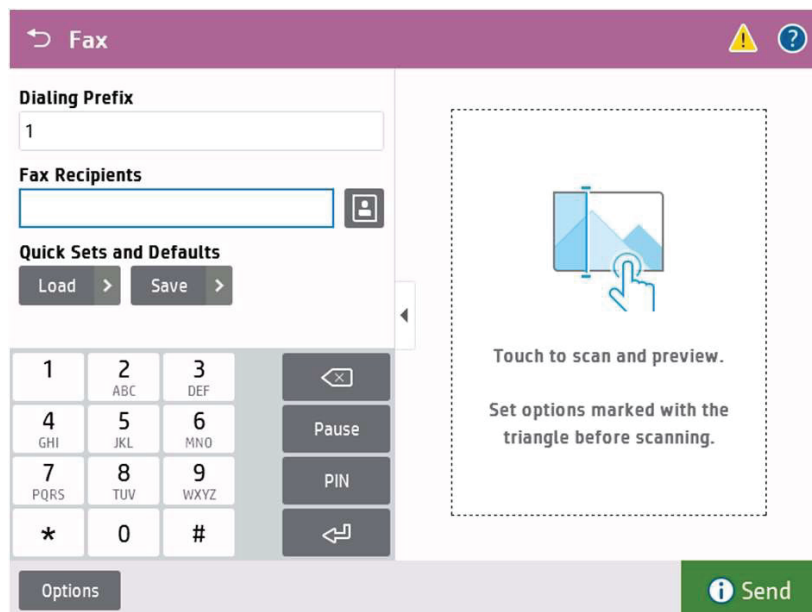 Fax
Dialing Prefix
1
Fax Recipients
Quick Sets and Defaults
Load
Save
1
2
ABC
3
DEF
4
GHI
5
JKL
6
MNO
7
PQRS
8
TUV
9
WXYZ
*
0
#
Pause
PIN
Options
Touch to scan and preview.
Set options marked with the
triangle before scanning.
Send